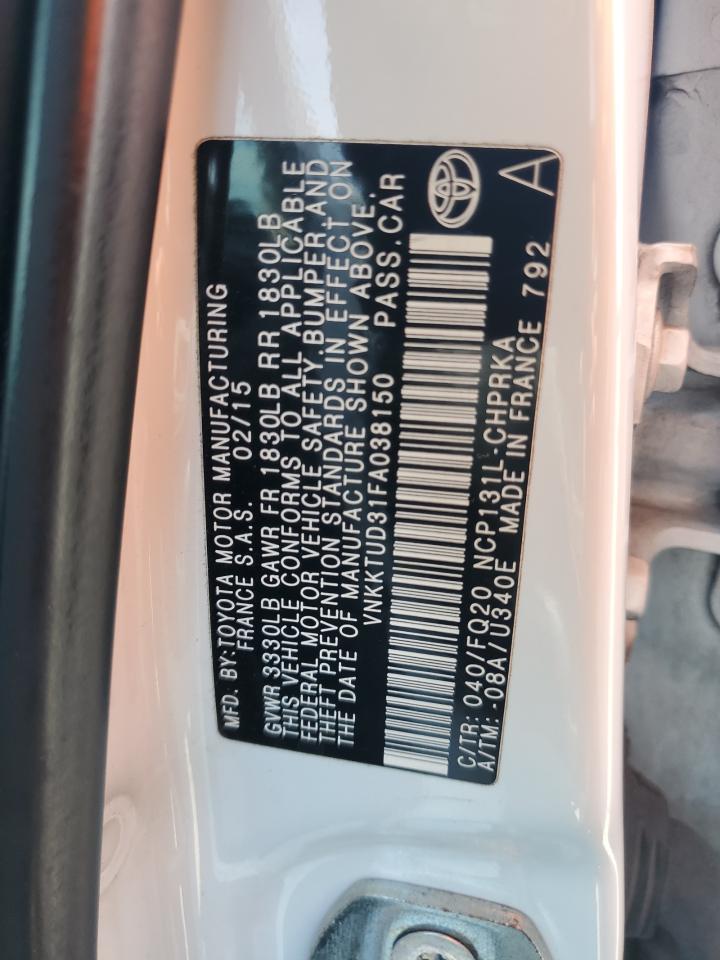 MFD. BY: TOYOTA MOTOR MANUFACTURING
FRANCE S.A.S. 02/15
GVWR 3330LB GAWR FR 1830LB RR 1830LB
THIS VEHICLE CONFORMS TO ALL APPLICABLE
FEDERAL MOTOR VEHICLE SAFETY, BUMPER, AND
THEFT PREVENTION STANDARDS IN EFFECT ON
THE DATE OF MANUFACTURE SHOWN ABOVE.
VNKKTUD31FA038150 PASS.CAR
C/TR: 040/FQ20 NCP131L-CHPRKA
A/TM: -08A/U340E MADE IN FRANCE 792 A